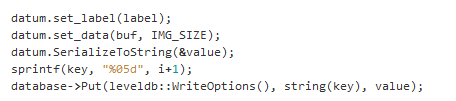 datum.set_label(label);
datum.set_data(buf, IMG_SIZE);
datum.SerializeToString(&value);
sprintf(key, "%05d", i+1);
database->Put(leveldb::WriteOptions(), string(key), value);